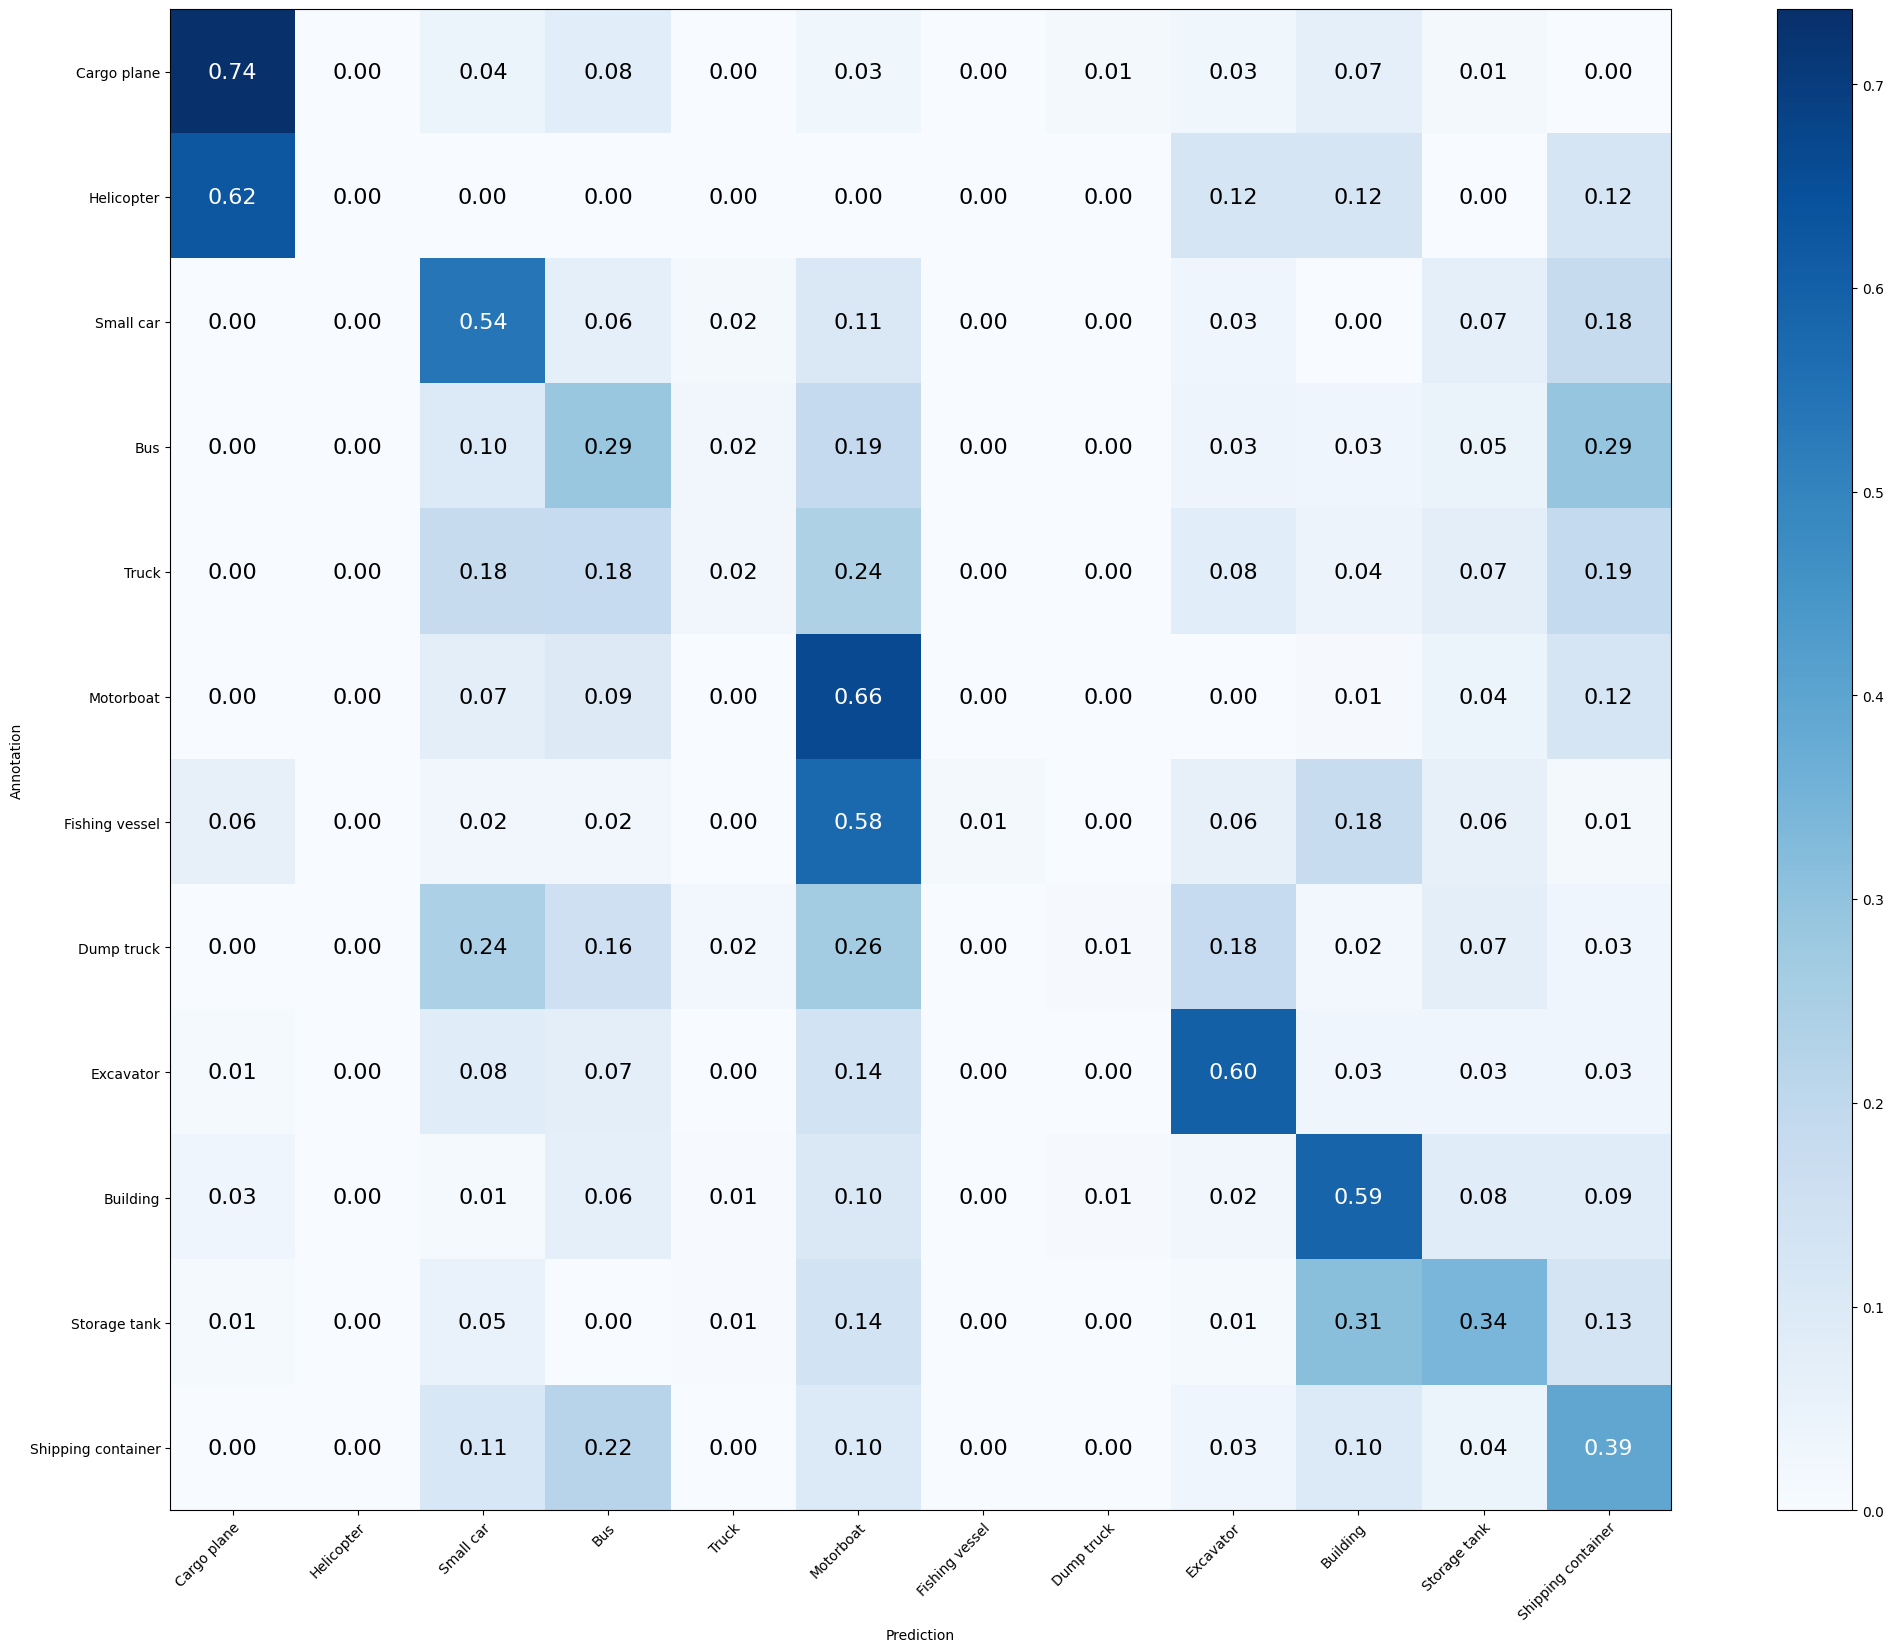 Cargo plane 0.74 0.00 0.04 0.08 0.00 0.03 0.00 0.01 0.03 0.07 0.01 0.00
Helicopter 0.62 0.00 0.00 0.00 0.00 0.00 0.00 0.00 0.12 0.12 0.00 0.12
Small car 0.00 0.00 0.54 0.06 0.02 0.11 0.00 0.00 0.03 0.00 0.07 0.18
Bus 0.00 0.00 0.10 0.29 0.02 0.19 0.00 0.00 0.03 0.03 0.05 0.29
Truck 0.00 0.00 0.18 0.18 0.02 0.24 0.00 0.00 0.08 0.04 0.07 0.19
Motorboat 0.00 0.00 0.07 0.09 0.00 0.66 0.00 0.00 0.00 0.01 0.04 0.12
Fishing vessel 0.06 0.00 0.02 0.02 0.00 0.58 0.01 0.00 0.06 0.18 0.06 0.01
Dump truck 0.00 0.00 0.24 0.16 0.02 0.26 0.00 0.01 0.18 0.02 0.07 0.03
Excavator 0.01 0.00 0.08 0.07 0.00 0.14 0.00 0.00 0.60 0.03 0.03 0.03
Building 0.03 0.00 0.01 0.06 0.01 0.10 0.00 0.01 0.02 0.59 0.08 0.09
Storage tank 0.01 0.00 0.05 0.00 0.01 0.14 0.00 0.00 0.01 0.31 0.34 0.13
Shipping container 0.00 0.00 0.11 0.22 0.00 0.10 0.00 0.00 0.03 0.10 0.04 0.39
Annotation
Cargo plane Helicopter Small car Bus Truck Motorboat Fishing vessel Dump truck Excavator Building Storage tank Shipping container
Prediction
0.7
0.6
0.5
0.4
0.3
0.2
0.1
0.0